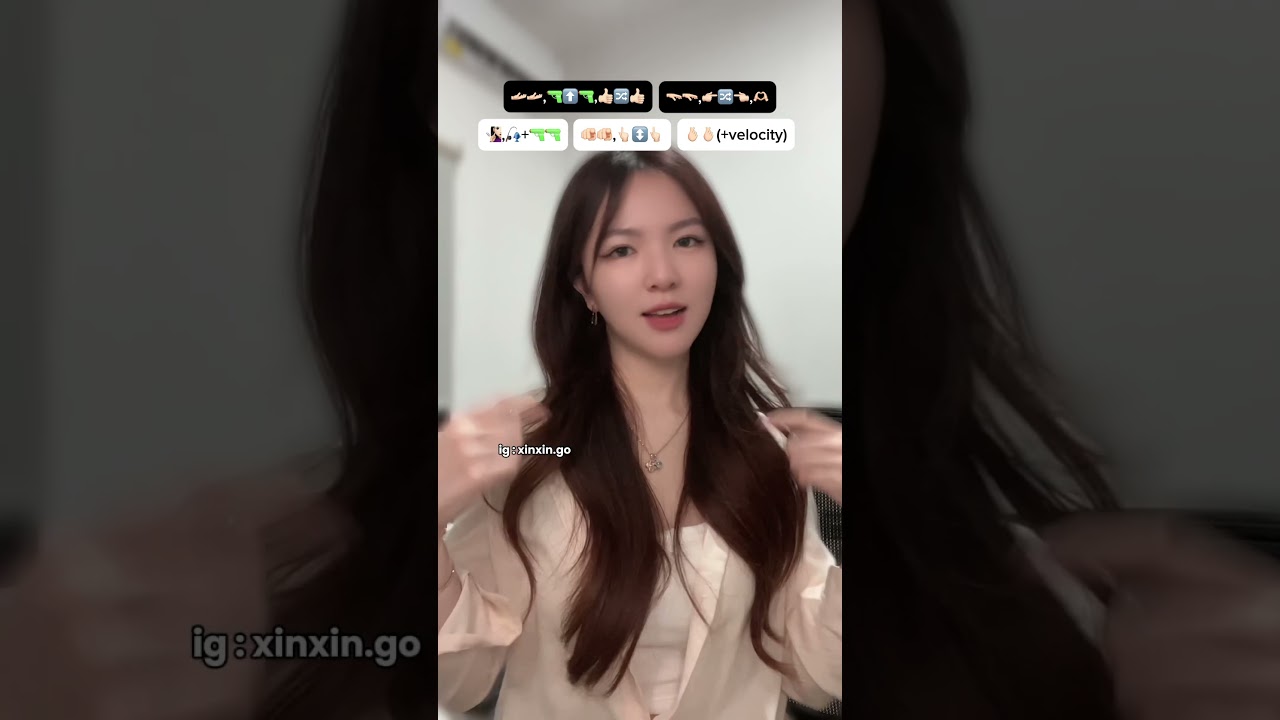 🫴🏻🫴🏻,🔫⬆️🔫,👍🏻🔀👍🏻 🫳🏻🫳🏻,👉🏻🔀👈🏻,🫶🏻
🧏🏻‍♀️,🎣+🔫🔫 👊🏻👊🏻,👆🏻↕️👆🏻 🫰🏻🫰🏻(+velocity)
ig : xinxin.go
ig : xinxin.go